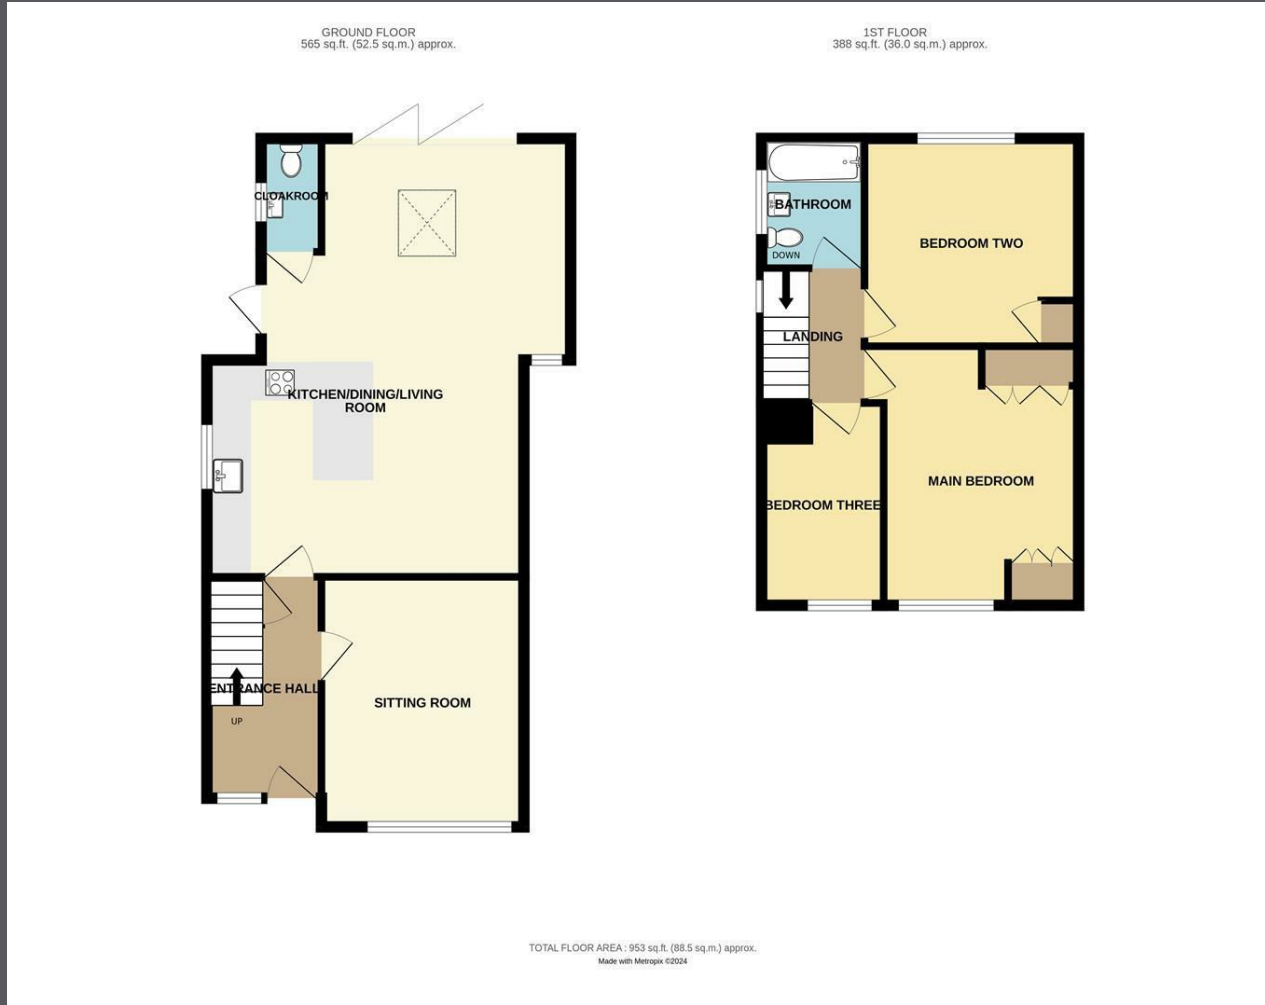 GROUND FLOOR
565 sq.ft. (52.5 sq.m.) approx.
1ST FLOOR
388 sq.ft. (36.0 sq.m.) approx.
CLOAKROOM
KITCHEN/DINING/LIVING
ROOM
ENTRANCE HALL
UP
SITTING ROOM
BATHROOM
DOWN
BEDROOM TWO
LANDING
MAIN BEDROOM
BEDROOM THREE
TOTAL FLOOR AREA : 953 sq.ft. (88.5 sq.m.) approx.
Made with Metropix ©2024